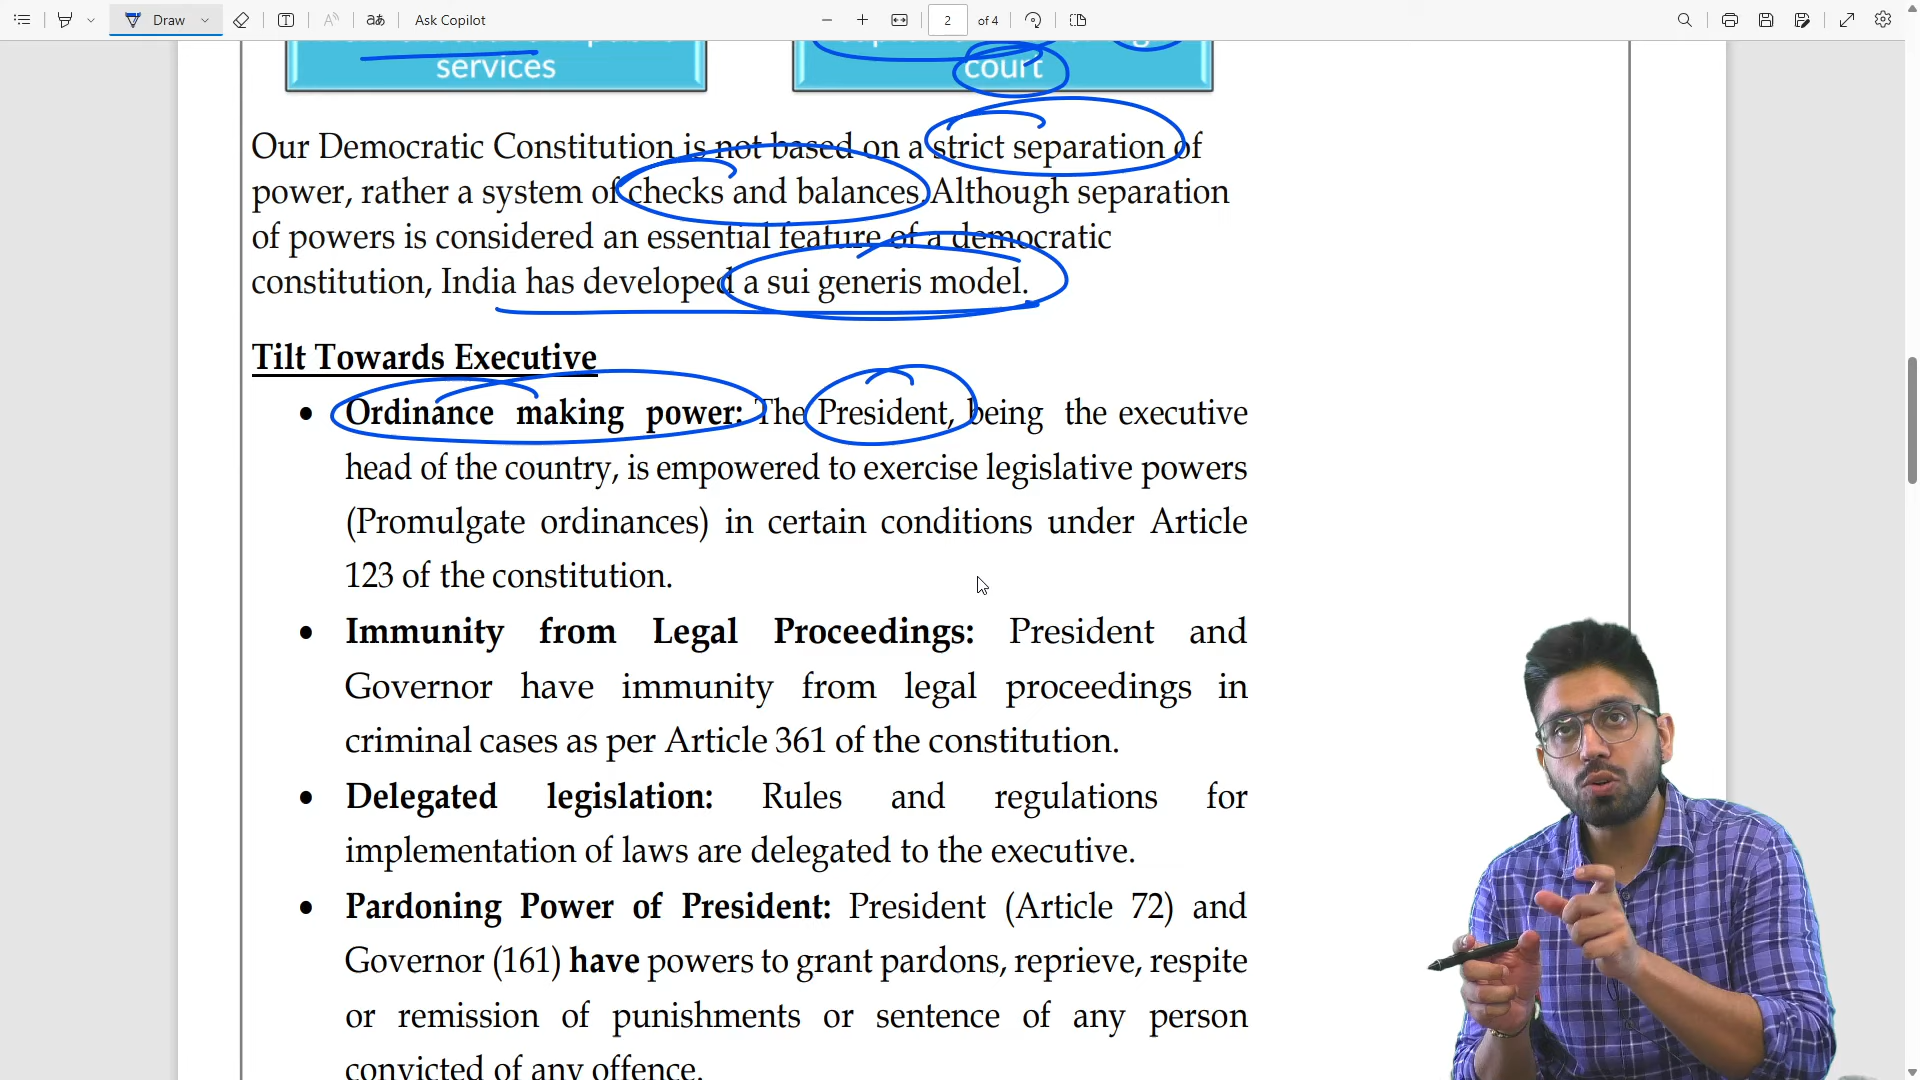 Draw
Ask Copilot
2 of 4
services
court
Our Democratic Constitution is not based on a strict separation of
power, rather a system of checks and balances. Although separation
of powers is considered an essential feature of a democratic
constitution, India has developed a sui generis model.
Tilt Towards Executive
• Ordinance making power: The President, being the executive
head of the country, is empowered to exercise legislative powers
(Promulgate ordinances) in certain conditions under Article
123 of the constitution.
• Immunity from Legal Proceedings: President and
Governor have immunity from legal proceedings in
criminal cases as per Article 361 of the constitution.
• Delegated legislation: Rules and regulations for
implementation of laws are delegated to the executive.
• Pardoning Power of President: President (Article 72) and
Governor (161) have powers to grant pardons, reprieve, respite
or remission of punishments or sentence of any person
convicted of any offence.